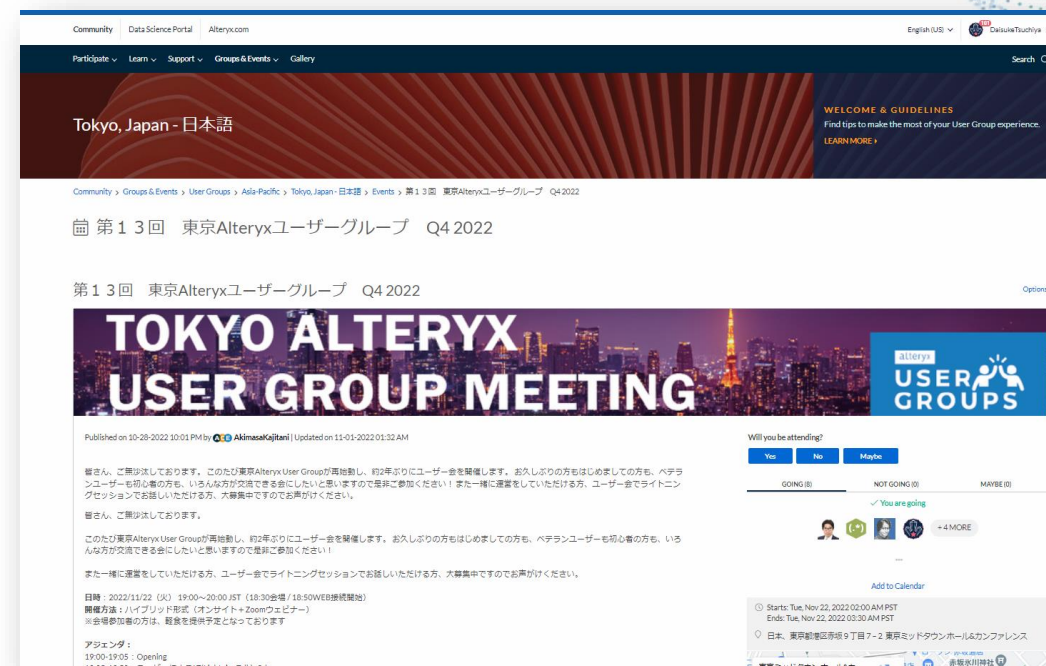 Community Data Science Portal Alteryx.com
English (US) 101 DaisukeTsuchiya
Participate Learn Support Groups & Events Gallery
Search
Tokyo, Japan - 日本語
WELCOME & GUIDELINES
Find tips to make the most of your User Group experience.
LEARN MORE
Community > Groups & Events > User Groups > Asia-Pacific > Tokyo, Japan - 日本語 > Events > 第１３回 東京Alteryxユーザーグループ Q4 2022
第１３回 東京Alteryxユーザーグループ Q4 2022
第１３回 東京Alteryxユーザーグループ Q4 2022
Options
TOKYO ALTERYX
USER GROUP MEETING
alteryx
USER
GROUPS
Published on 10-28-2022 10:01 PM by ACE AkimasaKajitani | Updated on 11-01-2022 01:32 AM
皆さん、ご無沙汰しております。 このたび東京Alteryx User Groupが再始動し、約2年ぶりにユーザー会を開催します。 お久しぶりの方もはじめましての方も、ベテラ
ンユーザーも初心者の方も、いろんな方が交流できる会にしたいと思いますので是非ご参加ください！また一緒に運営をしていただける方、ユーザー会でライトニン
グセッションでお話しいただける方、大募集中ですのでお声がけください。
皆さん、ご無沙汰しております。
このたび東京Alteryx User Groupが再始動し、約2年ぶりにユーザー会を開催します。 お久しぶりの方もはじめましての方も、ベテランユーザーも初心者の方も、いろ
んな方が交流できる会にしたいと思いますので是非ご参加ください！
また一緒に運営をしていただける方、ユーザー会でライトニングセッションでお話しいただける方、大募集中ですのでお声がけください。
日時：2022/11/22（火） 19:00～20:00 JST（18:30会場 / 18:50WEB接続開始）
開催方法：ハイブリッド形式（オンサイト＋Zoomウェビナー）
※会場参加者の方は、軽食を提供予定となっております
アジェンダ：
19:00-19:05：Opening
Will you be attending?
Yes No Maybe
GOING (8) NOT GOING (0) MAYBE (0)
✓ You are going
+ 4 MORE
Add to Calendar
Starts: Tue, Nov 22, 2022 02:00 AM PST
Ends: Tue, Nov 22, 2022 03:30 AM PST
日本、東京都港区赤坂９丁目７−２ 東京ミッドタウンホール&カンファレンス
赤坂氷川神社